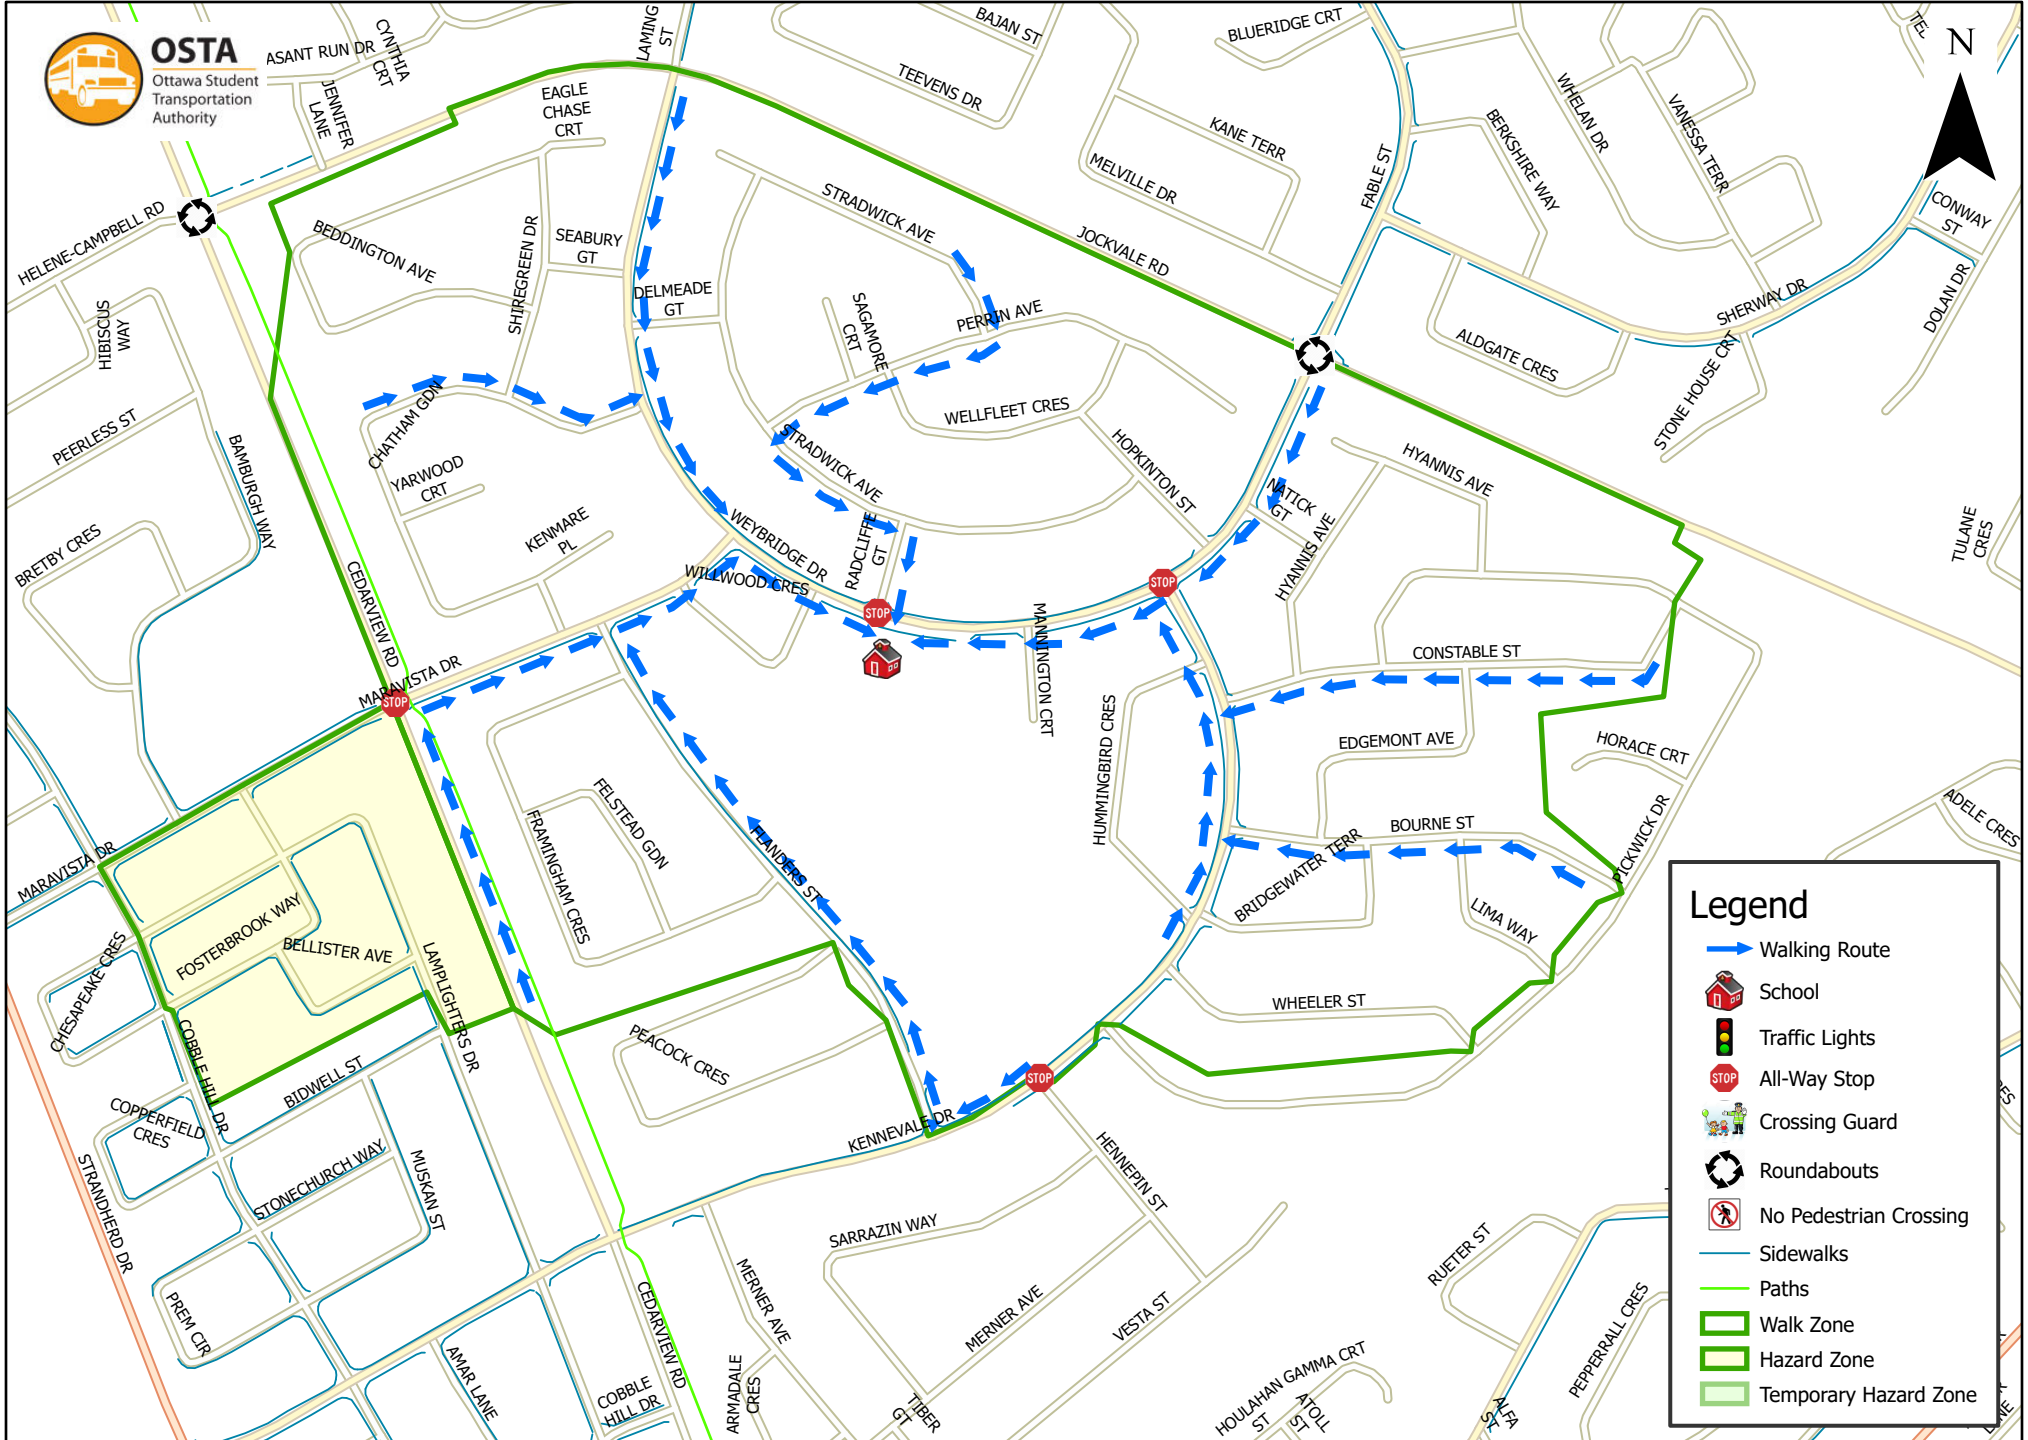 OSTA
Ottawa Student
Transportation
Authority
ASANT RUN DR
CYNTHIA
CRT
JENNIFER
LANE
LAMING
ST
BAJAN ST
TEEVENS DR
BLUERIDGE CRT
TEL
N
EAGLE
CHASE
CRT
KANE TERR
MELVILLE DR
FABLE ST
BERKSHIRE WAY
WHELAN DR
VANESSA TERR
CONWAY
ST
DOLAN DR
HELENE-CAMPBELL RD
BEDDINGTON AVE
SHIREGREEN DR
SEABURY
GT
STRADWICK AVE
JOCKVALE RD
SHERWAY DR
HIBISCUS
WAY
DELMEADE
GT
SAGAMORE
CRT
PERRIN AVE
ALDGATE CRES
STONE HOUSE CRT
PEERLESS ST
CHATHAM GDN
YARWOOD
CRT
WELLFLEET CRES
HOPKINTON ST
HYANNIS AVE
BAMBURGH WAY
STRADWICK AVE
NATICK
GT
HYANNIS AVE
TULANE
CRES
BRETBY CRES
KENMARE
PL
WEYBRIDGE DR
RADCLIFFE
GT
WILLWOOD CRES
CEDARVIEW RD
STOP
STOP
MANNINGTON CRT
MARAVISTA DR
STOP
CONSTABLE ST
HUMMINGBIRD CRES
EDGEMONT AVE
HORACE CRT
FELSTEAD GDN
FRAMINGHAM CRES
FLANDERS ST
BOURNE ST
PICKWICK DR
ADELE CRES
MARAVISTA DR
BRIDGEWATER TERR
LIMA WAY
FOSTERBROOK WAY
BELLISTER AVE
CHESAPEAKE CRES
LAMPLIGHTERS DR
COBBLE HILL DR
WHEELER ST
PEACOCK CRES
BIDWELL ST
STOP
COPPERFIELD
CRES
KENNEVALE DR
HENNEPIN ST
STONECHURCH WAY
MUSKAN ST
STRANDHERD DR
SARRAZIN WAY
RUETER ST
PREM CIR
MERNER AVE
CEDARVIEW RD
MERNER AVE
VESTA ST
PEPPERRALL CRES
AMAR LANE
COBBLE
HILL DR
ARMADALE
CRES
TIBER
GT
HOULAHAN GAMMA CRT
ST
ATOLL
ST
ALFA
ST
RES
Legend
Walking Route
School
Traffic Lights
STOP
All-Way Stop
Crossing Guard
Roundabouts
No Pedestrian Crossing
Sidewalks
Paths
Walk Zone
Hazard Zone
Temporary Hazard Zone